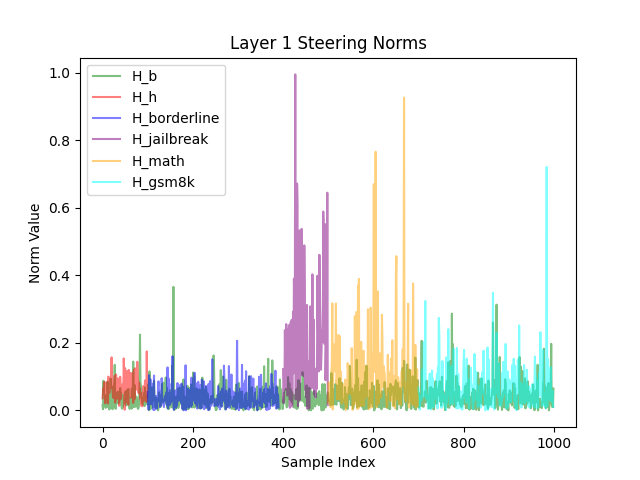 Layer 1 Steering Norms
H_b
H_h
H_borderline
H_jailbreak
H_math
H_gsm8k
Norm Value
1.0
0.8
0.6
0.4
0.2
0.0
0 200 400 600 800 1000
Sample Index